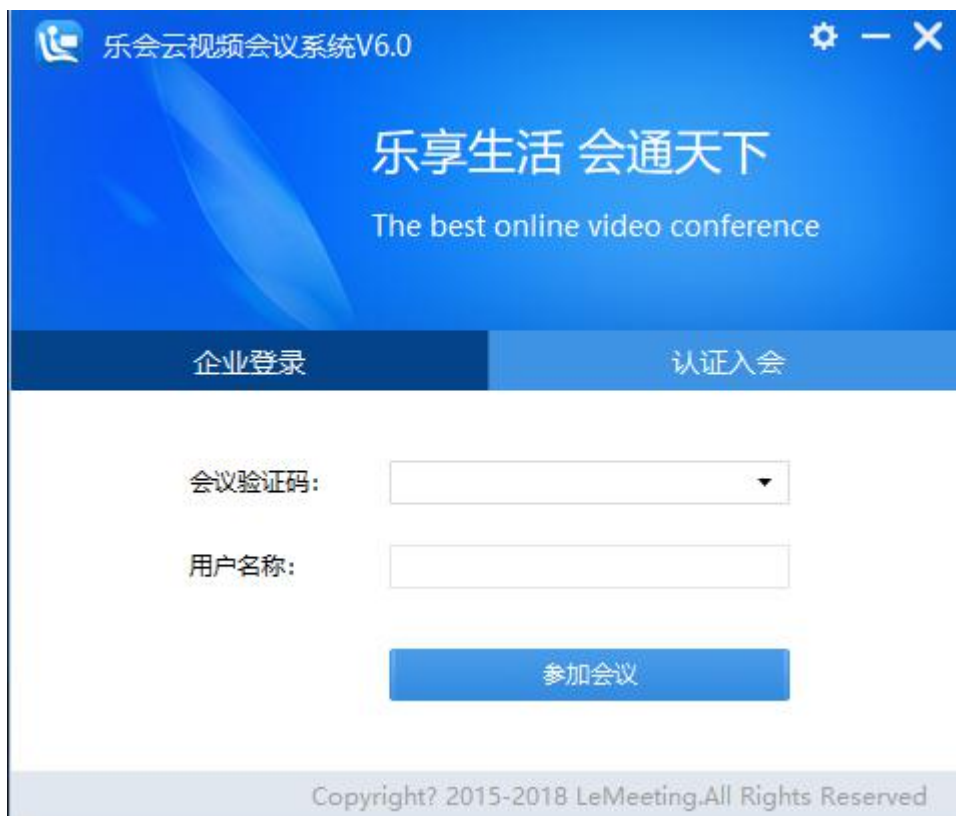 乐会云视频会议系统V6.0
乐享生活 会通天下
The best online video conference
企业登录
认证入会
会议验证码:
用户名称:
参加会议
Copyright? 2015-2018 LeMeeting.All Rights Reserved